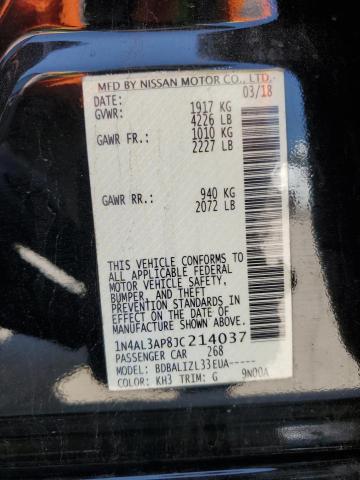 MFD BY NISSAN MOTOR CO., LTD.
DATE: 03/18
GVWR: 1917 KG
4226 LB
GAWR FR.: 1010 KG
2227 LB
GAWR RR.: 940 KG
2072 LB
THIS VEHICLE CONFORMS TO
ALL APPLICABLE FEDERAL
MOTOR VEHICLE SAFETY,
BUMPER, AND THEFT
PREVENTION STANDARDS IN
EFFECT ON THE DATE OF
MANUFACTURE SHOWN ABOVE.
1N4AL3AP8JC214037
PASSENGER CAR 268
MODEL: BDBALIZL33EUA-----
COLOR: KH3 TRIM: G 9N00A